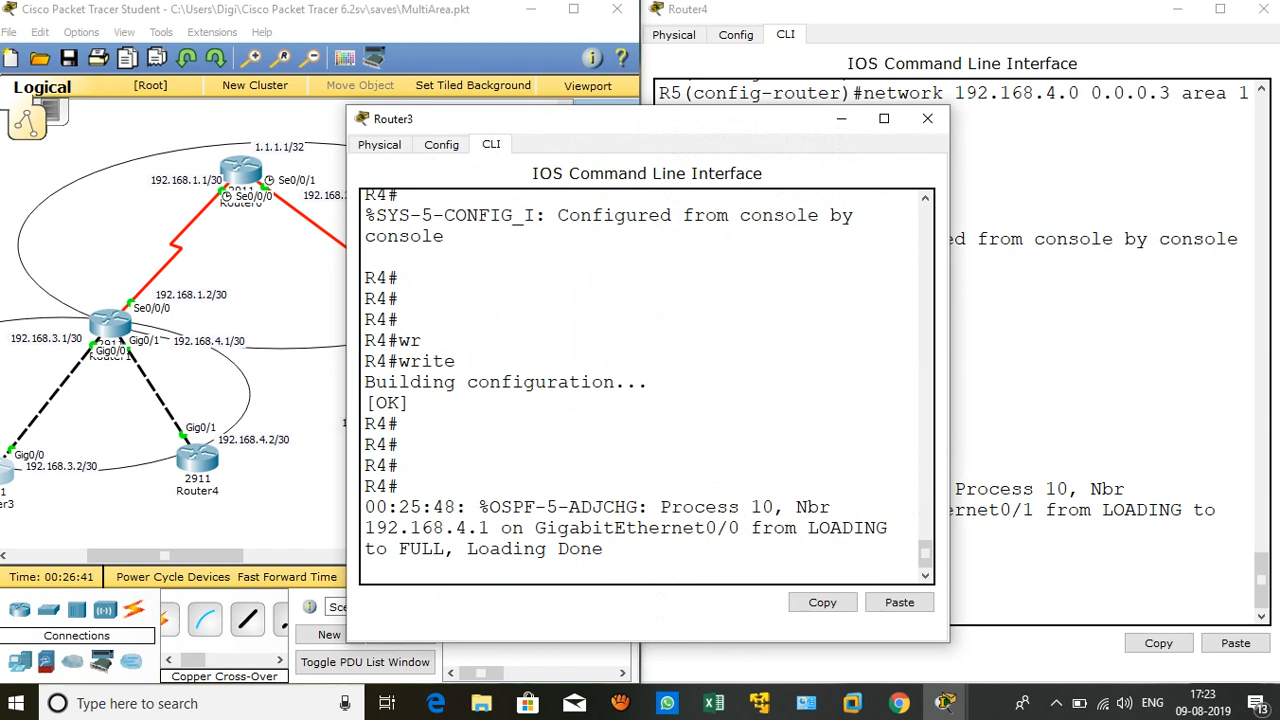 Cisco Packet Tracer Student - C:\Users\Digi\Cisco Packet Tracer 6.2sv\saves\MultiArea.pkt
File Edit Options View Tools Extensions Help
Logical [Root] New Cluster Move Object Set Tiled Background Viewport
1.1.1.1/32
192.168.1.1/30
Se0/0/1
192.168.
Se0/0/0
2911
192.168.1.2/30
Se0/0/0
192.168.3.1/30
Gig0/1
192.168.4.1/30
Gig0/0
Gig0/1
192.168.4.2/30
Gig0/0
192.168.3.2/30
2911
Router4
Time: 00:26:41 Power Cycle Devices Fast Forward Time
Connections
Copper Cross-Over
New
Toggle PDU List Window
Router4
Physical Config CLI
IOS Command Line Interface
R5(config-router)#network 192.168.4.0 0.0.0.3 area 1
ed from console by console
Process 10, Nbr
ernet0/1 from LOADING to
Copy Paste
Router3
Physical Config CLI
IOS Command Line Interface
R4#
%SYS-5-CONFIG_I: Configured from console by
console
R4#
R4#
R4#
R4#wr
R4#write
Building configuration...
[OK]
R4#
R4#
R4#
R4#
00:25:48: %OSPF-5-ADJCHG: Process 10, Nbr
192.168.4.1 on GigabitEthernet0/0 from LOADING
to FULL, Loading Done
Copy Paste
Type here to search
ENG
17:23
09-08-2019
13